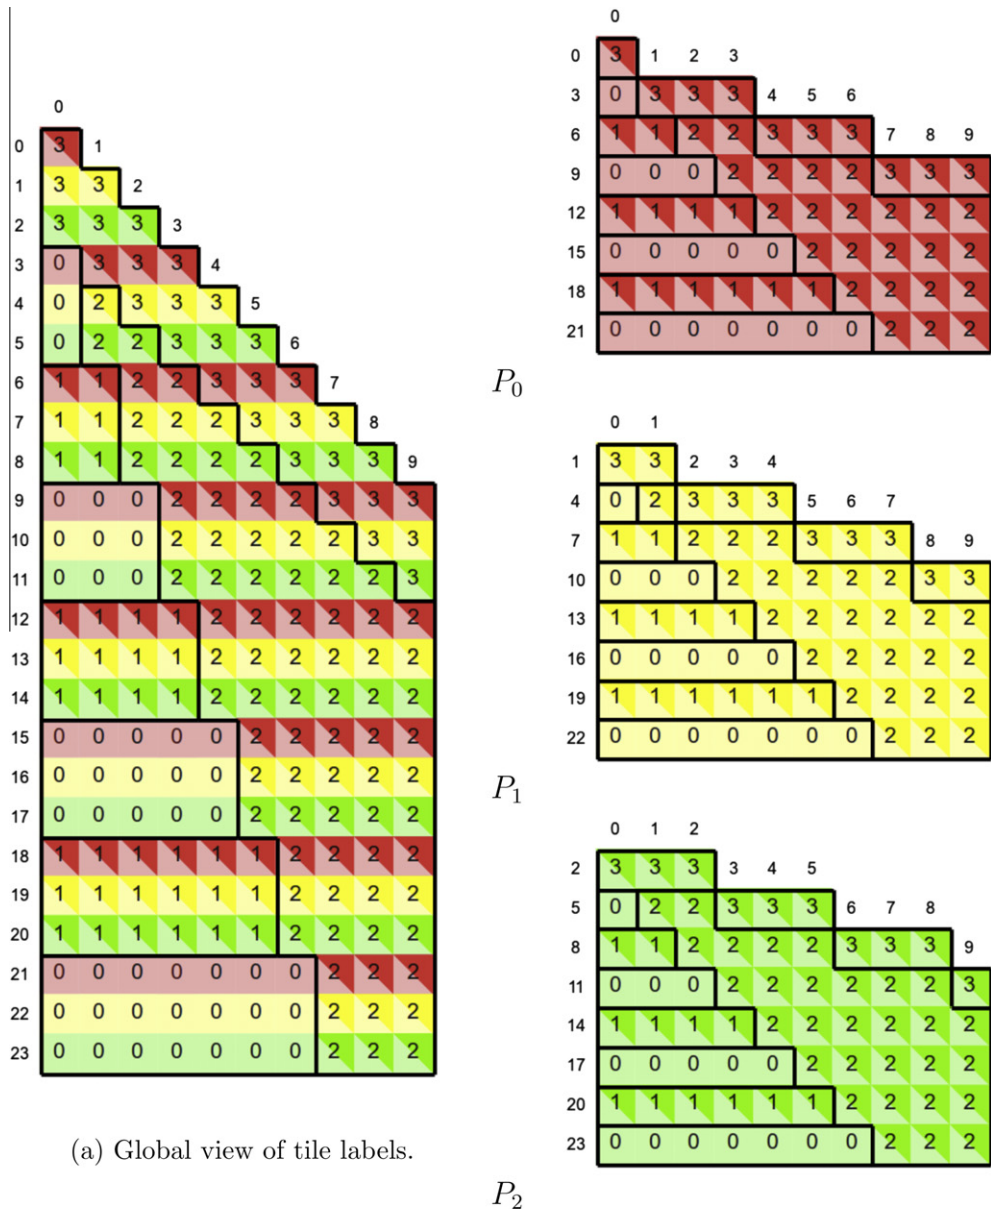 0
0 3 1
1 3 3 2
2 3 3 3 3
3 0 3 3 3 4
4 0 2 3 3 3 5
5 0 2 2 3 3 3 6
6 1 1 2 2 3 3 3 7
7 1 1 2 2 2 3 3 3 8
8 1 1 2 2 2 2 3 3 3 9
9 0 0 0 2 2 2 2 3 3 3
10 0 0 0 2 2 2 2 2 3 3
11 0 0 0 2 2 2 2 2 2 3
12 1 1 1 1 2 2 2 2 2 2
13 1 1 1 1 2 2 2 2 2 2
14 1 1 1 1 2 2 2 2 2 2
15 0 0 0 0 0 2 2 2 2 2
16 0 0 0 0 0 2 2 2 2 2
17 0 0 0 0 0 2 2 2 2 2
18 1 1 1 1 1 1 2 2 2 2
19 1 1 1 1 1 1 2 2 2 2
20 1 1 1 1 1 1 2 2 2 2
21 0 0 0 0 0 0 0 2 2 2
22 0 0 0 0 0 0 0 2 2 2
23 0 0 0 0 0 0 0 2 2 2
(a) Global view of tile labels.
0
0 3 1 2 3
3 0 3 3 3 4 5 6
6 1 1 2 2 3 3 3 7 8 9
9 0 0 0 2 2 2 2 3 3 3
12 1 1 1 1 2 2 2 2 2 2
15 0 0 0 0 0 2 2 2 2 2
18 1 1 1 1 1 1 2 2 2 2
21 0 0 0 0 0 0 0 2 2 2
P0
0 1
1 3 3 2 3 4
4 0 2 3 3 3 5 6 7
7 1 1 2 2 2 3 3 3 8 9
10 0 0 0 2 2 2 2 2 3 3
13 1 1 1 1 2 2 2 2 2 2
16 0 0 0 0 0 2 2 2 2 2
19 1 1 1 1 1 1 2 2 2 2
22 0 0 0 0 0 0 0 2 2 2
P1
0 1 2
2 3 3 3 3 4 5
5 0 2 2 3 3 3 6 7 8
8 1 1 2 2 2 2 3 3 3 9
11 0 0 0 2 2 2 2 2 2 3
14 1 1 1 1 2 2 2 2 2 2
17 0 0 0 0 0 2 2 2 2 2
20 1 1 1 1 1 1 2 2 2 2
23 0 0 0 0 0 0 0 2 2 2
P2